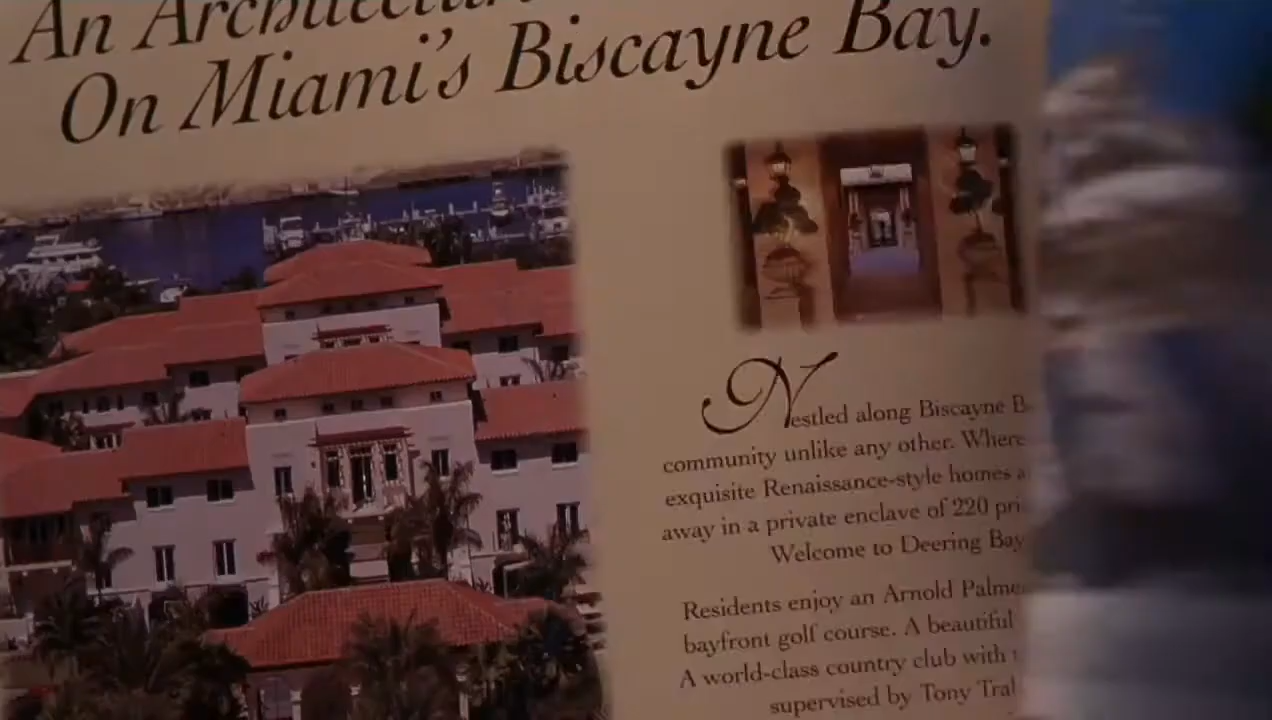 An Architectur
On Miami's Biscayne Bay.
Nestled along Biscayne B
community unlike any other. Where
exquisite Renaissance-style homes a
away in a private enclave of 220 pri
Welcome to Deering Bay
Residents enjoy an Arnold Palme
bayfront golf course. A beautiful
A world-class country club with
supervised by Tony Tral